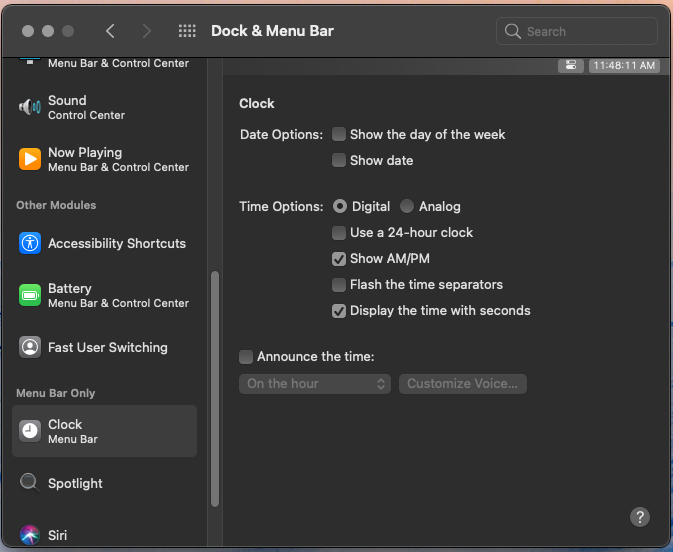 Dock & Menu Bar
Search
Menu Bar & Control Center
Sound
Control Center
Now Playing
Menu Bar & Control Center
Other Modules
Accessibility Shortcuts
Battery
Menu Bar & Control Center
Fast User Switching
Menu Bar Only
Clock
Menu Bar
Spotlight
Siri
11:48:11 AM
Clock
Date Options: Show the day of the week
Show date
Time Options: Digital Analog
Use a 24-hour clock
Show AM/PM
Flash the time separators
Display the time with seconds
Announce the time:
On the hour Customize Voice...
?